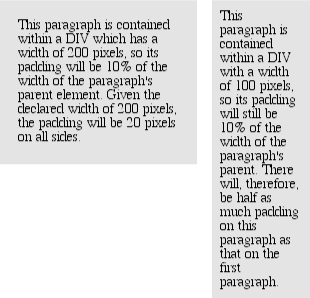 This paragraph is contained
within a DIV which has a
width of 200 pixels, so its
padding will be 10% of the
width of the paragraph's
parent element. Given the
declared width of 200 pixels,
the padding will be 20 pixels
on all sides.
This
paragraph is
contained
within a DIV
with a width
of 100 pixels,
so its padding
will still be
10% of the
width of the
paragraph's
parent. There
will, therefore,
be half as
much padding
on this
paragraph as
that on the
first
paragraph.